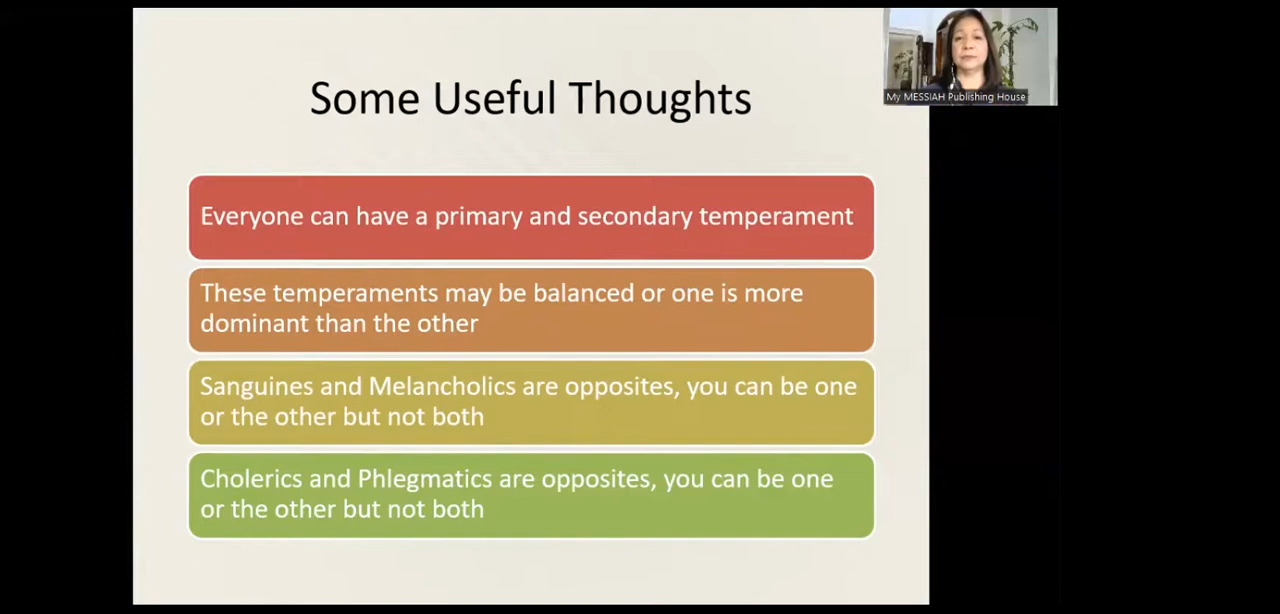 Some Useful Thoughts
My MESSIAH Publishing House
Everyone can have a primary and secondary temperament
These temperaments may be balanced or one is more
dominant than the other
Sanguines and Melancholics are opposites, you can be one
or the other but not both
Cholerics and Phlegmatics are opposites, you can be one
or the other but not both